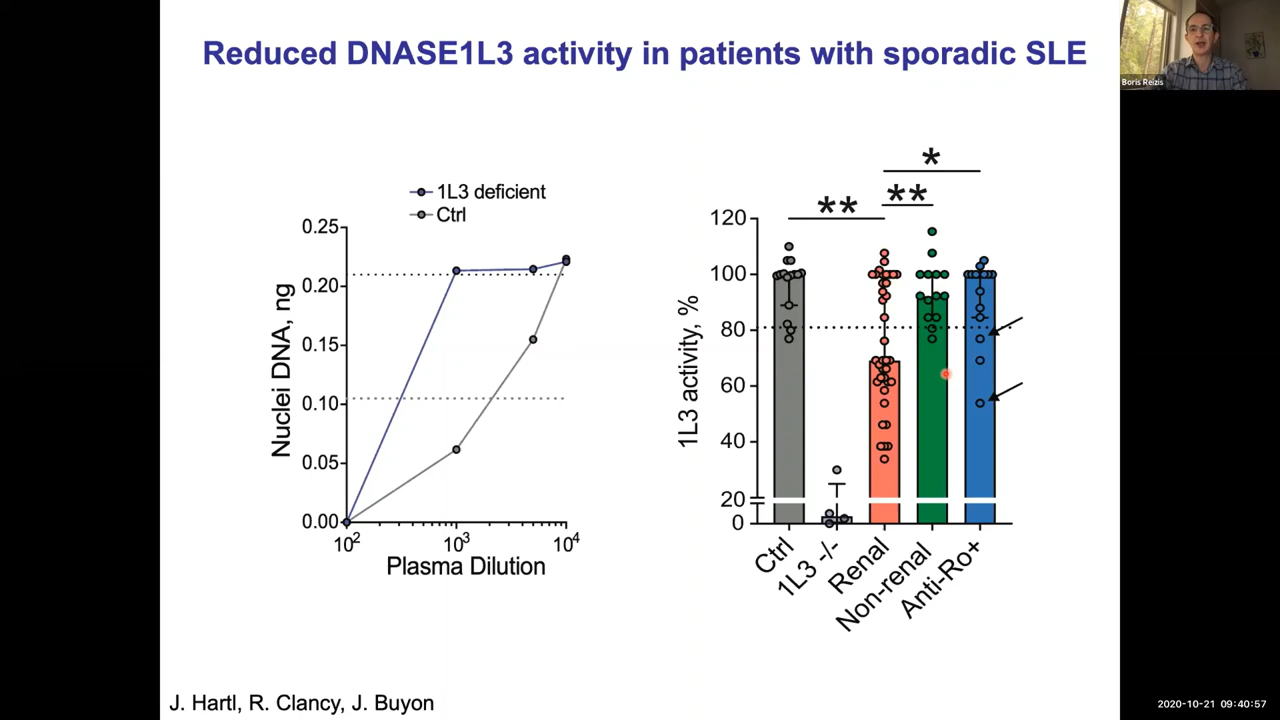 Reduced DNASE1L3 activity in patients with sporadic SLE
Boris Reizis
1L3 deficient
Ctrl
Nuclei DNA, ng
0.25
0.20
0.15
0.10
0.05
0.00
10²
10³
10⁴
Plasma Dilution
*
** **
1L3 activity, %
120
100
80
60
40
20
0
Ctrl
1L3 -/-
Renal
Non-renal
Anti-Ro+
J. Hartl, R. Clancy, J. Buyon
2020-10-21 09:40:57